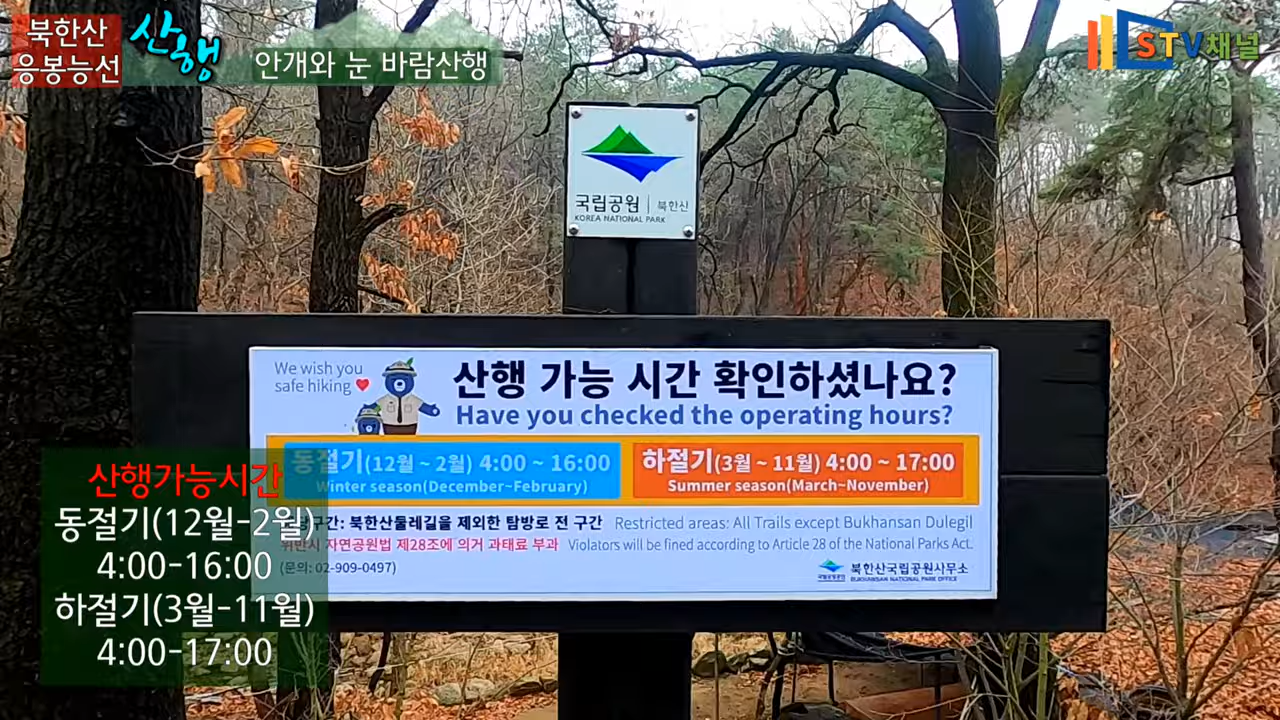 북한산
응봉능선
산행
안개와 눈 바람산행
STV채널
국립공원 | 북한산
KOREA NATIONAL PARK
We wish you
safe hiking
산행 가능 시간 확인하셨나요?
Have you checked the operating hours?
동절기(12월 ~ 2월) 4:00 ~ 16:00
Winter season(December~February)
하절기(3월 ~ 11월) 4:00 ~ 17:00
Summer season(March~November)
구간: 북한산둘레길을 제외한 탐방로 전 구간 Restricted areas: All Trails except Bukhansan Dulegil
위반시 자연공원법 제28조에 의거 과태료 부과 Violators will be fined according to Article 28 of the National Parks Act.
(문의: 02-909-0497)
국립공원공단
북한산국립공원사무소
BUKHANSAN NATIONAL PARK OFFICE
산행가능시간
동절기(12월-2월)
4:00-16:00
하절기(3월-11월)
4:00-17:00